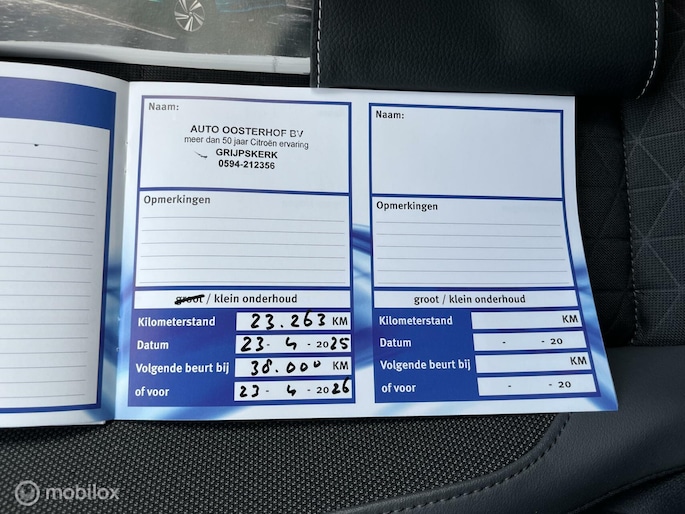 Naam:
AUTO OOSTERHOF BV
meer dan 50 jaar Citroën ervaring
GRIJPSKERK
0594-212356
Opmerkingen
groot / klein onderhoud
Kilometerstand 23.263 KM
Datum 23- 4 - 2025
Volgende beurt bij 38.000 KM
of voor 23 - 4 - 2026
Naam:
Opmerkingen
groot / klein onderhoud
Kilometerstand KM
Datum - - 20
Volgende beurt bij KM
of voor - - 20
mobilox